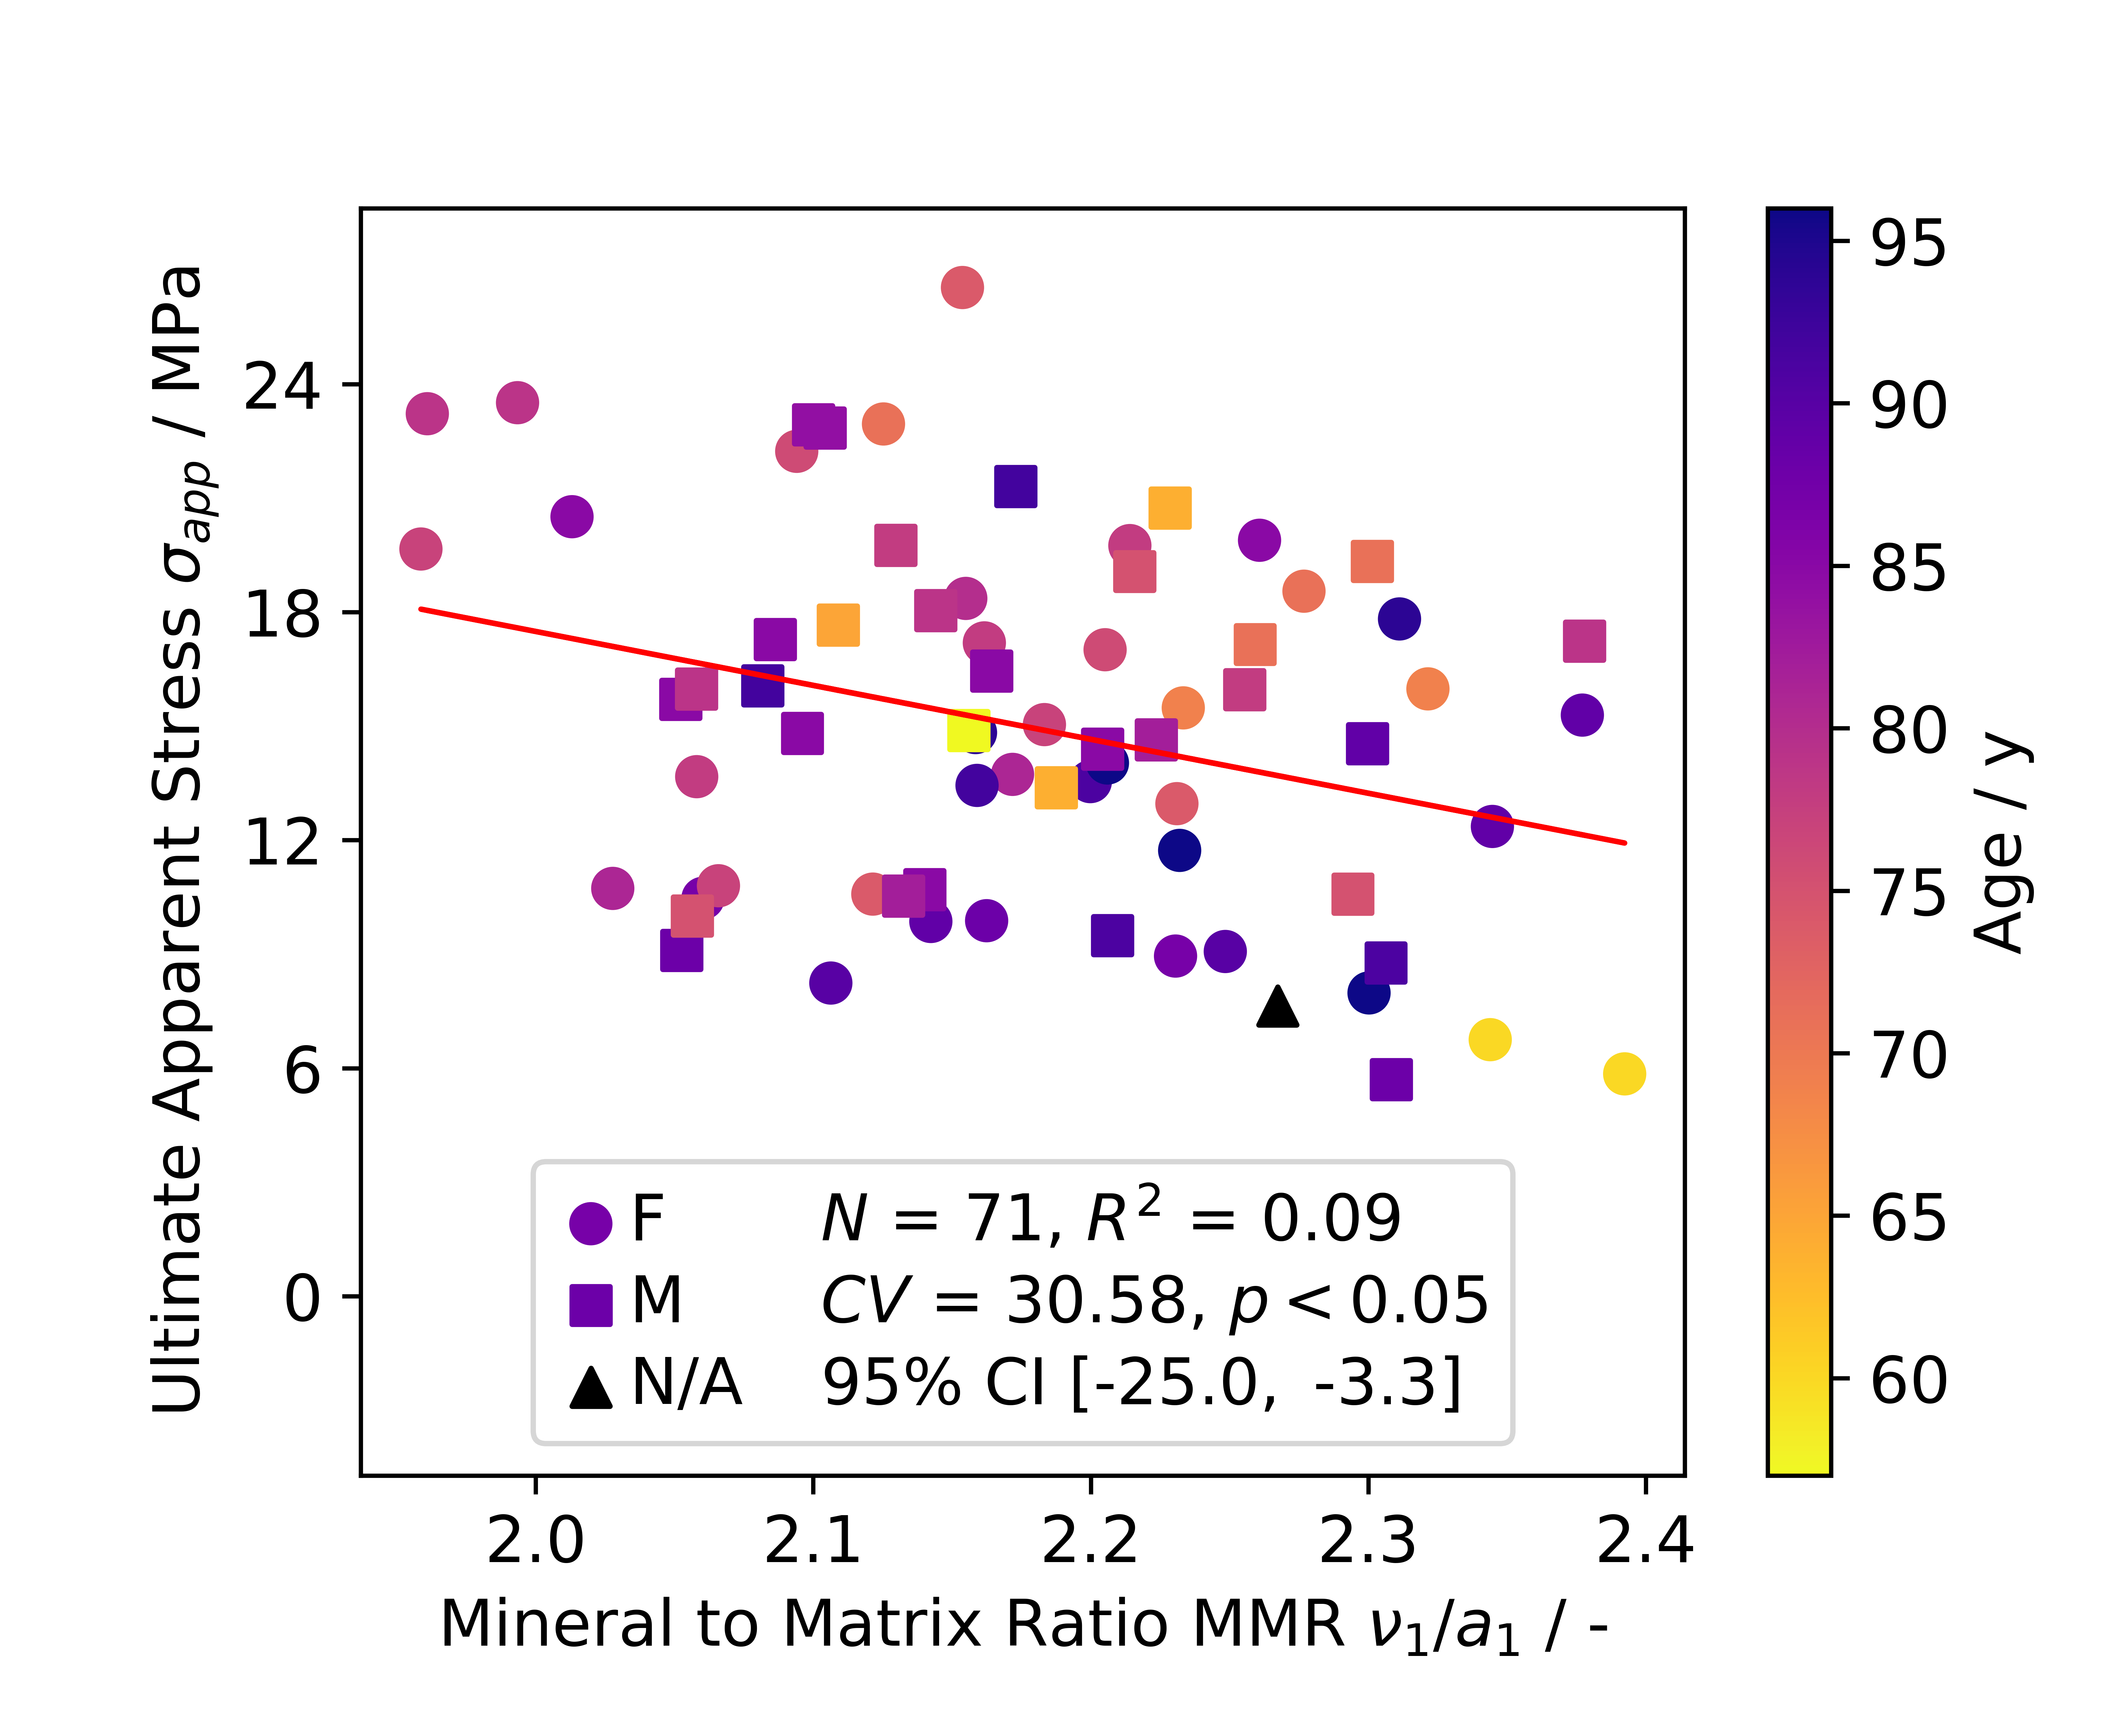 Ultimate Apparent Stress σ_app / MPa
24
18
12
6
0
F N = 71, R² = 0.09
M CV = 30.58, p < 0.05
N/A 95% CI [-25.0, -3.3]
2.0 2.1 2.2 2.3 2.4
Mineral to Matrix Ratio MMR ν₁/a₁ / -
95
90
85
80
75
70
65
60
Age / y